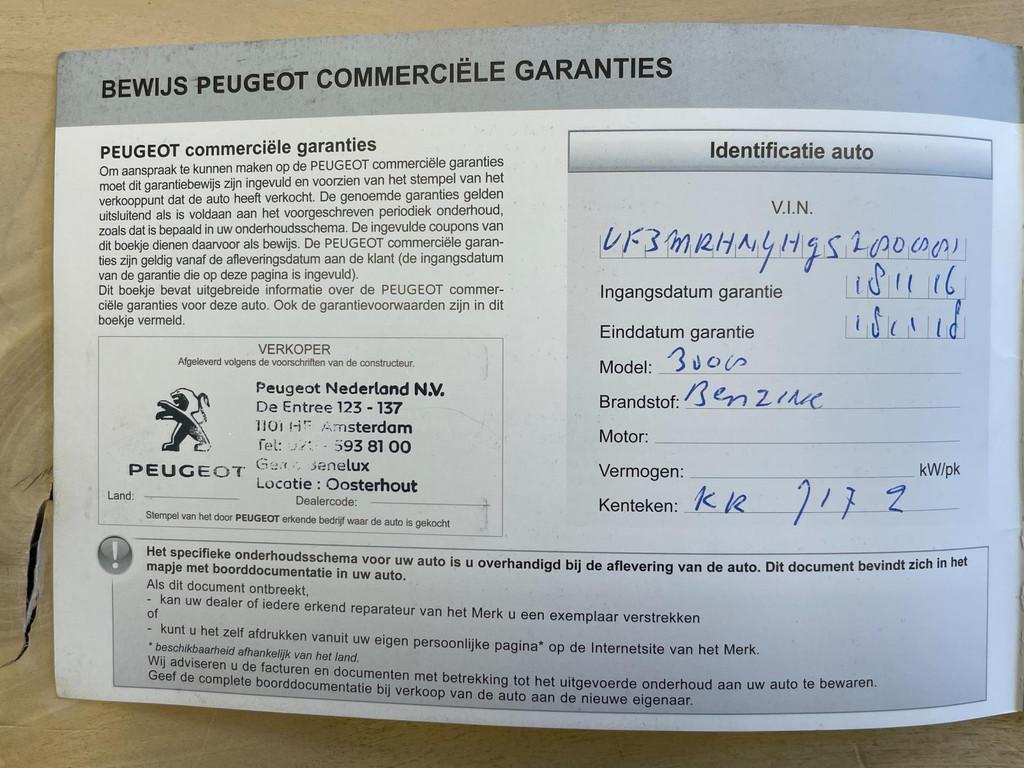 BEWIJS PEUGEOT COMMERCIËLE GARANTIES
PEUGEOT commerciële garanties
Om aanspraak te kunnen maken op de PEUGEOT commerciële garanties
moet dit garantiebewijs zijn ingevuld en voorzien van het stempel van het
verkooppunt dat de auto heeft verkocht. De genoemde garanties gelden
uitsluitend als is voldaan aan het voorgeschreven periodiek onderhoud,
zoals dat is bepaald in uw onderhoudsschema. De ingevulde coupons van
dit boekje dienen daarvoor als bewijs. De PEUGEOT commerciële garan-
ties zijn geldig vanaf de afleveringsdatum aan de klant (de ingangsdatum
van de garantie die op deze pagina is ingevuld).
Dit boekje bevat uitgebreide informatie over de PEUGEOT commer-
ciële garanties voor deze auto. Ook de garantievoorwaarden zijn in dit
boekje vermeld.
VERKOPER
Afgeleverd volgens de voorschriften van de constructeur.
Peugeot Nederland N.V.
De Entree 123 - 137
1101 Amsterdam
Tel: - 593 81 00
Benelux
Locatie : Oosterhout
PEUGEOT
Land:
Dealercode:
Stempel van het door PEUGEOT erkende bedrijf waar de auto is gekocht
Identificatie auto
V.I.N.
Ingangsdatum garantie 18 11 16
Einddatum garantie 18 11 18
Model: 3008
Brandstof: Benzine
Motor:
Vermogen: kW/pk
Kenteken: KR 717 2
Het specifieke onderhoudsschema voor uw auto is u overhandigd bij de aflevering van de auto. Dit document bevindt zich in het
mapje met boorddocumentatie in uw auto.
Als dit document ontbreekt,
- kan uw dealer of iedere erkend reparateur van het Merk u een exemplaar verstrekken
of
- kunt u het zelf afdrukken vanuit uw eigen persoonlijke pagina* op de Internetsite van het Merk.
* beschikbaarheid afhankelijk van het land.
Wij adviseren u de facturen en documenten met betrekking tot het uitgevoerde onderhoud aan uw auto te bewaren.
Geef de complete boorddocumentatie bij verkoop van de auto aan de nieuwe eigenaar.